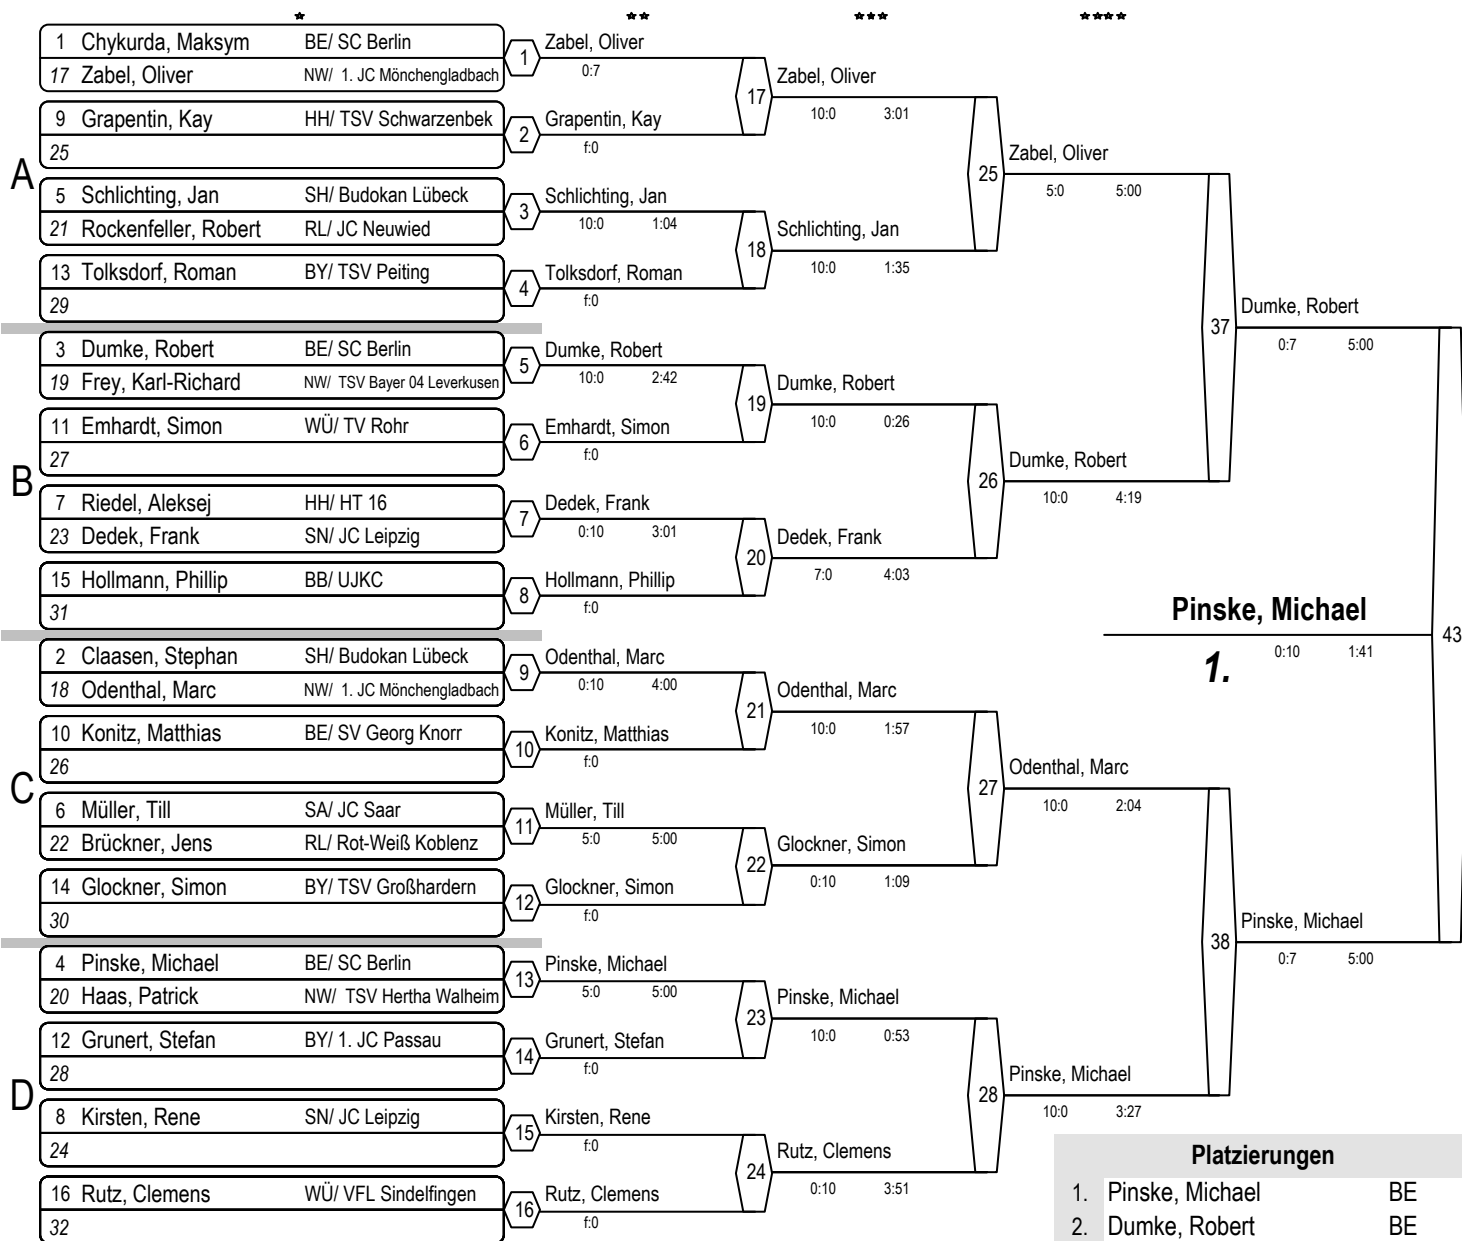 * ** *** ****
1 Chykurda, Maksym BE/ SC Berlin
17 Zabel, Oliver NW/ 1. JC Mönchengladbach
1 Zabel, Oliver
0:7
9 Grapentin, Kay HH/ TSV Schwarzenbek
25
2 Grapentin, Kay
f:0
17 Zabel, Oliver
10:0 3:01
A
5 Schlichting, Jan SH/ Budokan Lübeck
21 Rockenfeller, Robert RL/ JC Neuwied
3 Schlichting, Jan
10:0 1:04
13 Tolksdorf, Roman BY/ TSV Peiting
29
4 Tolksdorf, Roman
f:0
18 Schlichting, Jan
10:0 1:35
25 Zabel, Oliver
5:0 5:00
3 Dumke, Robert BE/ SC Berlin
19 Frey, Karl-Richard NW/ TSV Bayer 04 Leverkusen
5 Dumke, Robert
10:0 2:42
11 Emhardt, Simon WÜ/ TV Rohr
27
6 Emhardt, Simon
f:0
19 Dumke, Robert
10:0 0:26
B
7 Riedel, Aleksej HH/ HT 16
23 Dedek, Frank SN/ JC Leipzig
7 Dedek, Frank
0:10 3:01
15 Hollmann, Phillip BB/ UJKC
31
8 Hollmann, Phillip
f:0
20 Dedek, Frank
7:0 4:03
26 Dumke, Robert
10:0 4:19
37 Dumke, Robert
0:7 5:00
2 Claasen, Stephan SH/ Budokan Lübeck
18 Odenthal, Marc NW/ 1. JC Mönchengladbach
9 Odenthal, Marc
0:10 4:00
10 Konitz, Matthias BE/ SV Georg Knorr
26
10 Konitz, Matthias
f:0
21 Odenthal, Marc
10:0 1:57
C
6 Müller, Till SA/ JC Saar
22 Brückner, Jens RL/ Rot-Weiß Koblenz
11 Müller, Till
5:0 5:00
14 Glockner, Simon BY/ TSV Großhardern
30
12 Glockner, Simon
f:0
22 Glockner, Simon
0:10 1:09
27 Odenthal, Marc
10:0 2:04
4 Pinske, Michael BE/ SC Berlin
20 Haas, Patrick NW/ TSV Hertha Walheim
13 Pinske, Michael
5:0 5:00
12 Grunert, Stefan BY/ 1. JC Passau
28
14 Grunert, Stefan
f:0
23 Pinske, Michael
10:0 0:53
D
8 Kirsten, Rene SN/ JC Leipzig
24
15 Kirsten, Rene
f:0
16 Rutz, Clemens WÜ/ VFL Sindelfingen
32
16 Rutz, Clemens
f:0
24 Rutz, Clemens
0:10 3:51
28 Pinske, Michael
10:0 3:27
38 Pinske, Michael
0:7 5:00
Pinske, Michael
43
1. 0:10 1:41
Platzierungen
1. Pinske, Michael BE
2. Dumke, Robert BE